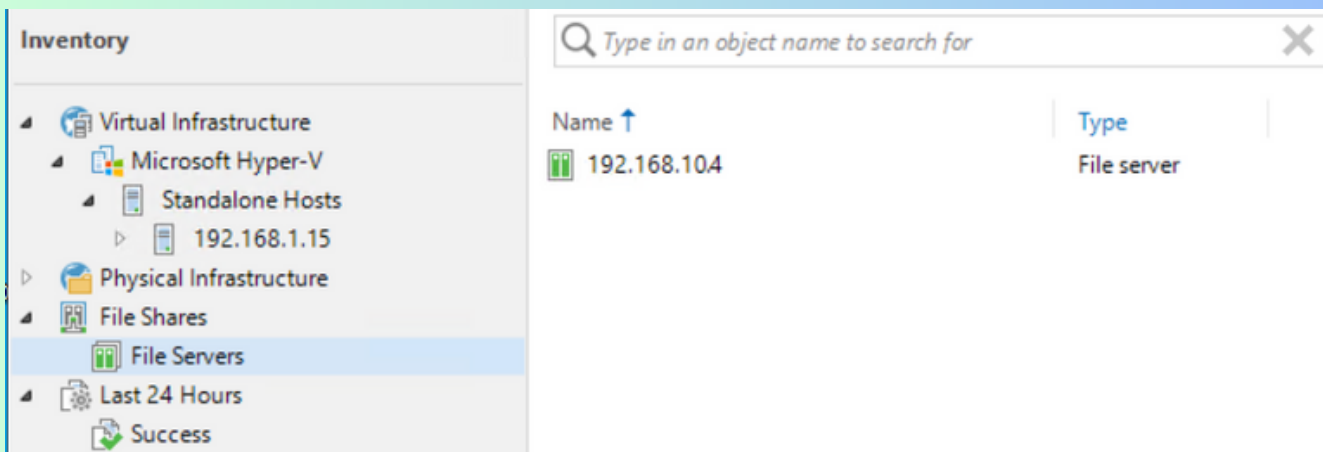 Inventory
Virtual Infrastructure
Microsoft Hyper-V
Standalone Hosts
192.168.1.15
Physical Infrastructure
File Shares
File Servers
Last 24 Hours
Success
Type in an object name to search for
Name Type
192.168.10.4 File server